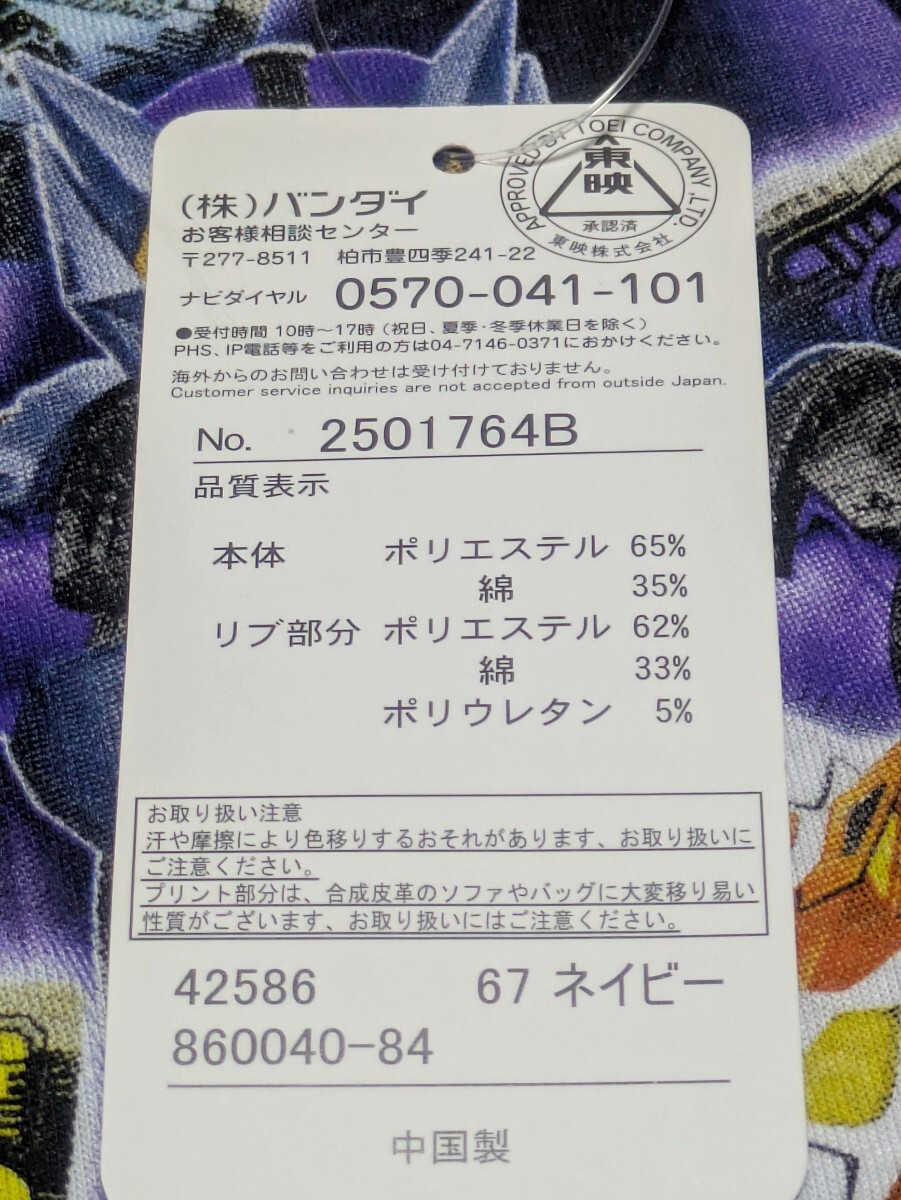 APPROVED BY TOEI COMPANY, LTD.
東映
承認済
東映株式会社
(株)バンダイ
お客様相談センター
〒277-8511 柏市豊四季241-22
ナビダイヤル 0570-041-101
●受付時間 10時～17時(祝日、夏季・冬季休業日を除く)
PHS、IP電話等をご利用の方は04-7146-0371におかけください。
海外からのお問い合わせは受け付けておりません。
Customer service inquiries are not accepted from outside Japan.
No. 2501764B
品質表示
本体 ポリエステル 65%
綿 35%
リブ部分 ポリエステル 62%
綿 33%
ポリウレタン 5%
お取り扱い注意
汗や摩擦により色移りするおそれがあります、お取り扱いに
ご注意ください。
プリント部分は、合成皮革のソファやバッグに大変移り易い
性質がございます、お取り扱いにはご注意ください。
42586 67 ネイビー
860040-84
中国製